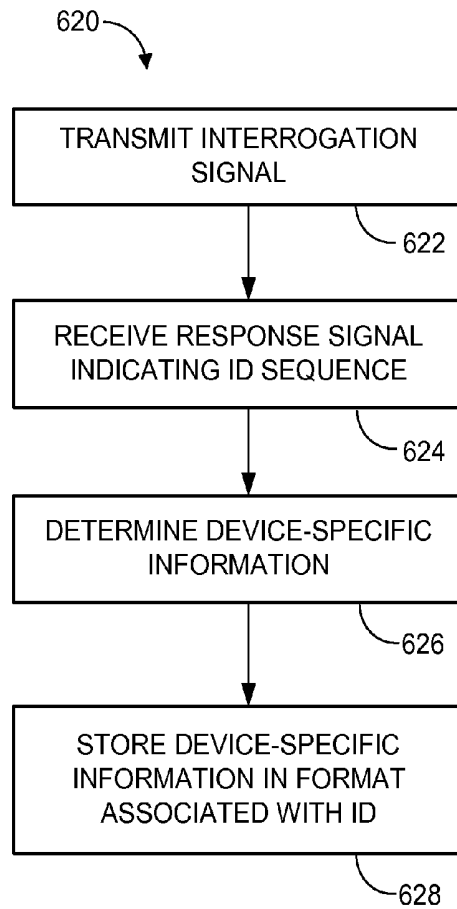 620
TRANSMIT INTERROGATION
SIGNAL
622
RECEIVE RESPONSE SIGNAL
INDICATING ID SEQUENCE
624
DETERMINE DEVICE-SPECIFIC
INFORMATION
626
STORE DEVICE-SPECIFIC
INFORMATION IN FORMAT
ASSOCIATED WITH ID
628